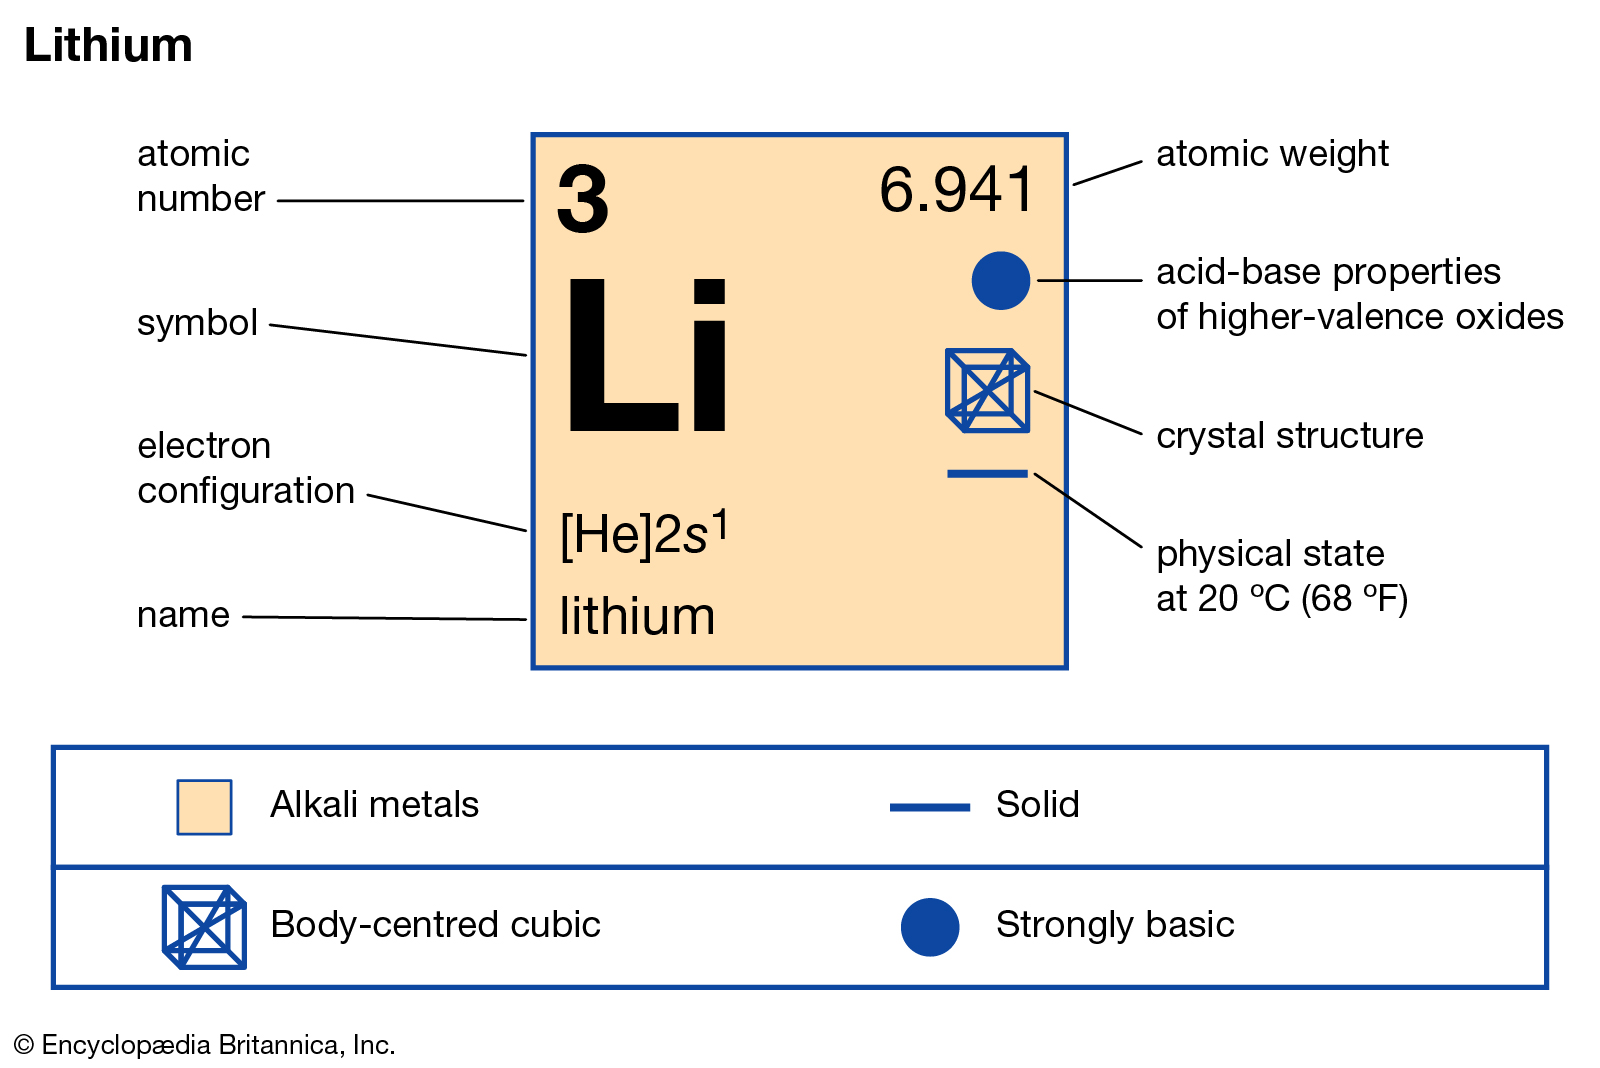 Lithium
atomic
number
symbol
electron
configuration
name
3
6.941
Li
[He]2s¹
lithium
atomic weight
acid-base properties
of higher-valence oxides
crystal structure
physical state
at 20 ºC (68 ºF)
Alkali metals
Solid
Body-centred cubic
Strongly basic
© Encyclopædia Britannica, Inc.